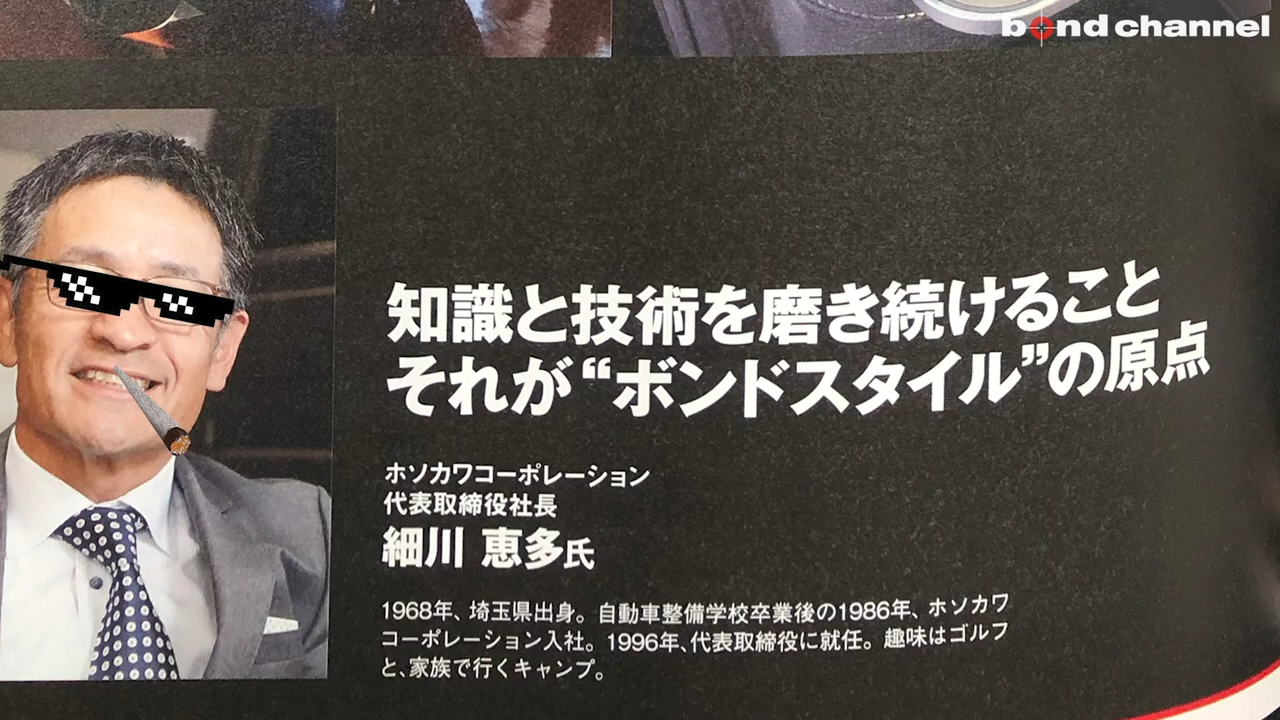 bond channel
知識と技術を磨き続けること
それが“ボンドスタイル”の原点
ホソカワコーポレーション
代表取締役社長
細川 恵多氏
1968年、埼玉県出身。自動車整備学校卒業後の1986年、ホソカワ
コーポレーション入社。1996年、代表取締役に就任。趣味はゴルフ
と、家族で行くキャンプ。